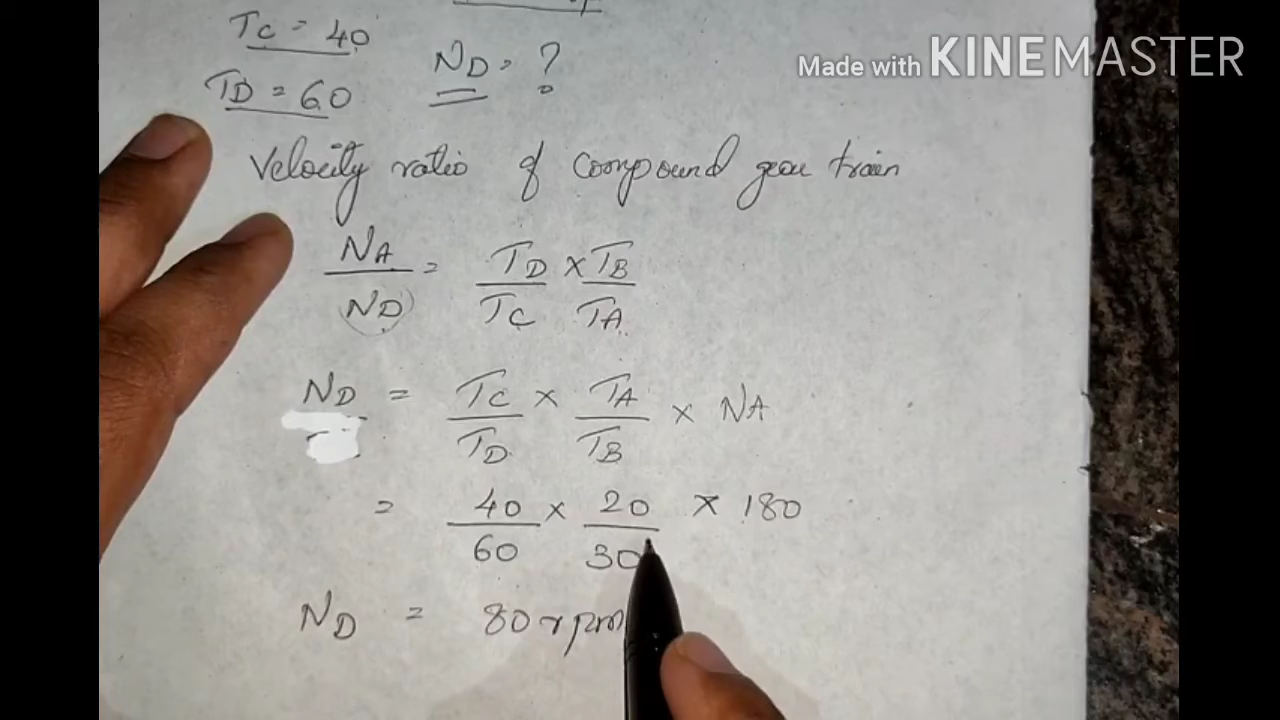 Made with KINEMASTER
TC = 40
ND = ?
TD = 60
Velocity ratio of compound gear train
NA / ND = TD / TC × TB / TA
ND = TC / TD × TA / TB × NA
= 40 / 60 × 20 / 30 × 180
ND = 80 rpm